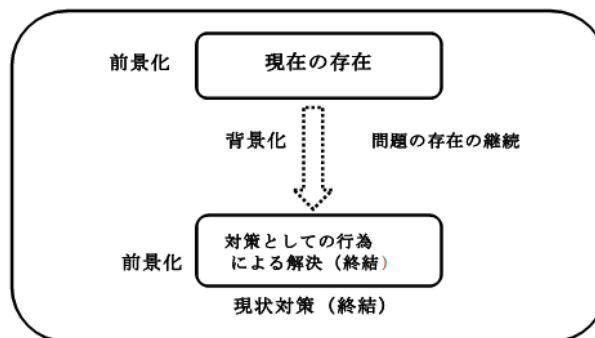 前景化
現在の存在
背景化
問題の存在の継続
前景化
対策としての行為
による解決（終結）
現状対策（終結）